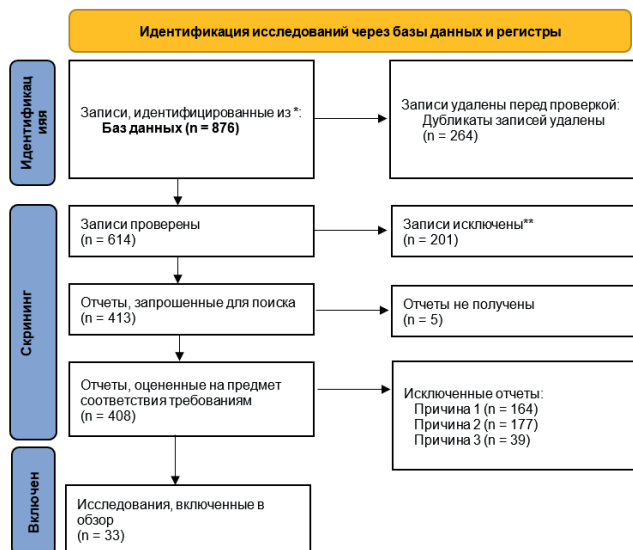 Идентификация исследований через базы данных и регистры
Идентификац
ияя
Записи, идентифицированные из *:
Баз данных (n = 876)
Записи удалены перед проверкой:
Дубликаты записей удалены
(n = 264)
Скрининг
Записи проверены
(n = 614)
Записи исключены**
(n = 201)
Отчеты, запрошенные для поиска
(n = 413)
Отчеты не получены
(n = 5)
Отчеты, оцененные на предмет
соответствия требованиям
(n = 408)
Исключенные отчеты:
Причина 1 (n = 164)
Причина 2 (n = 177)
Причина 3 (n = 39)
Включен
Исследования, включенные в
обзор
(n = 33)